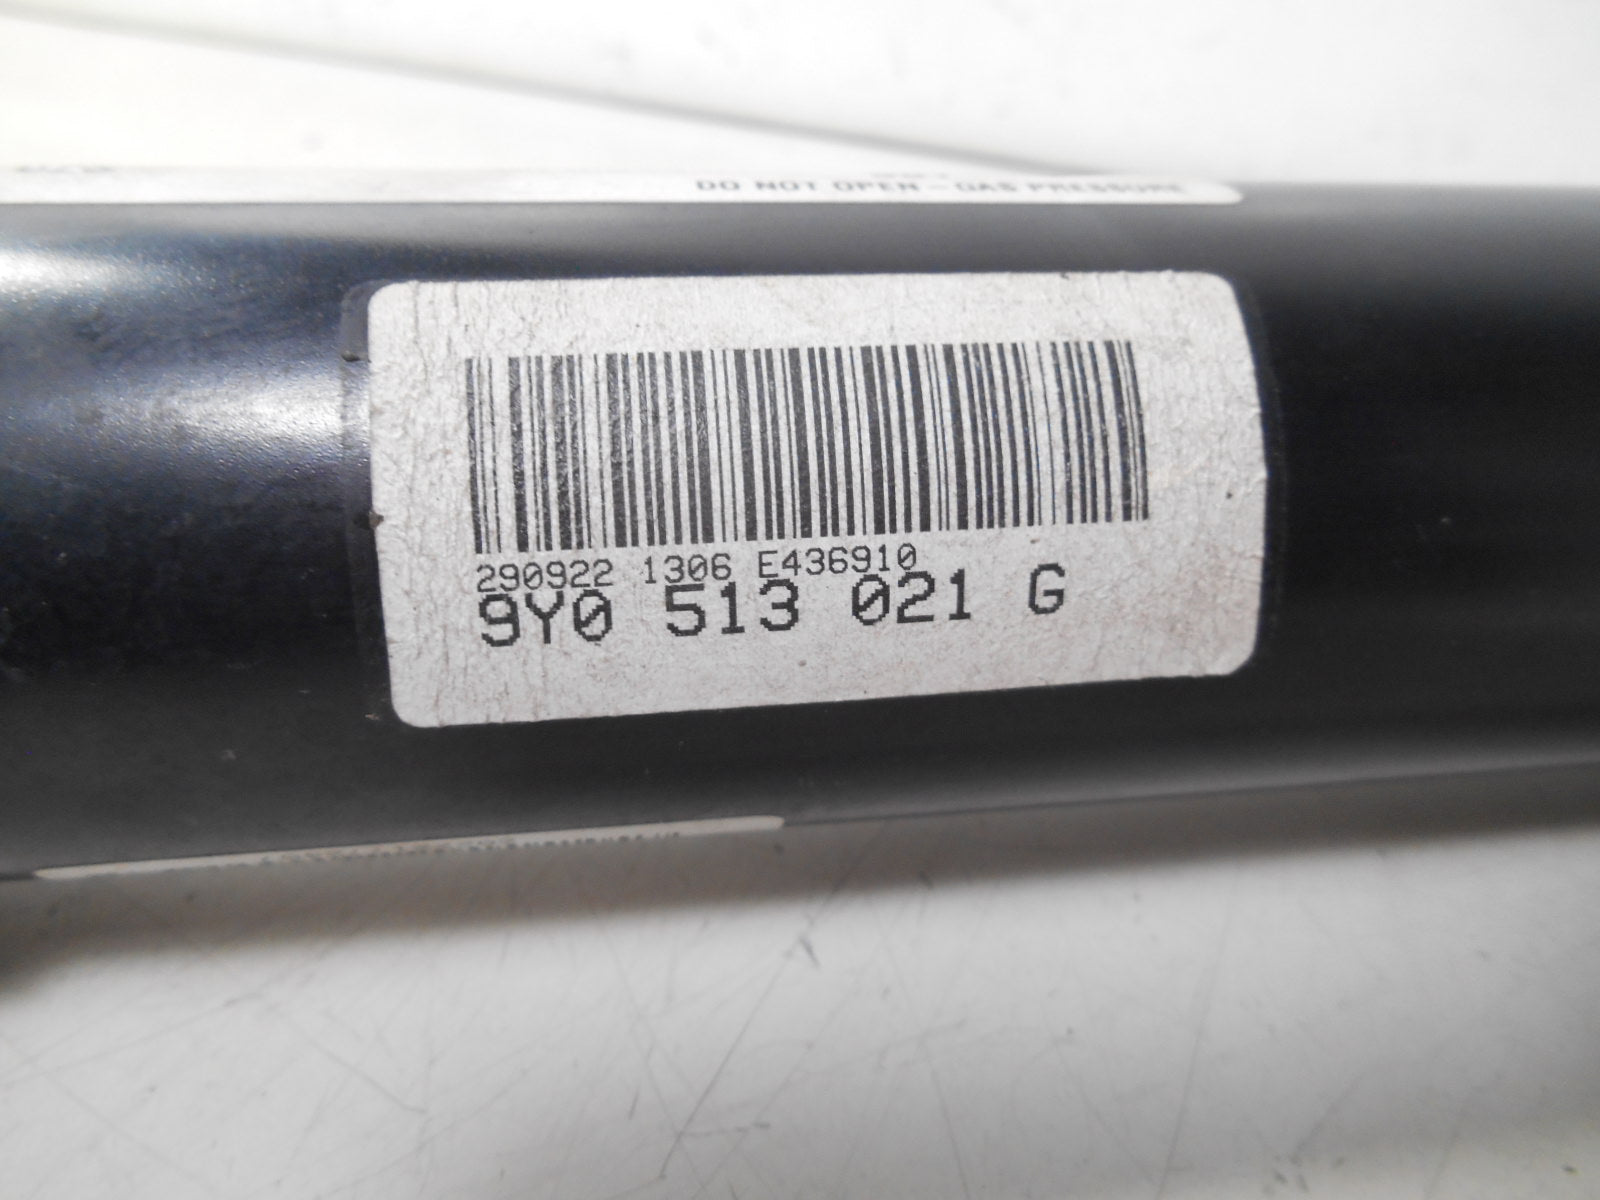 DO NOT OPEN - GAS PRESSURE
290922 1306 E436910
9Y0 513 021 G